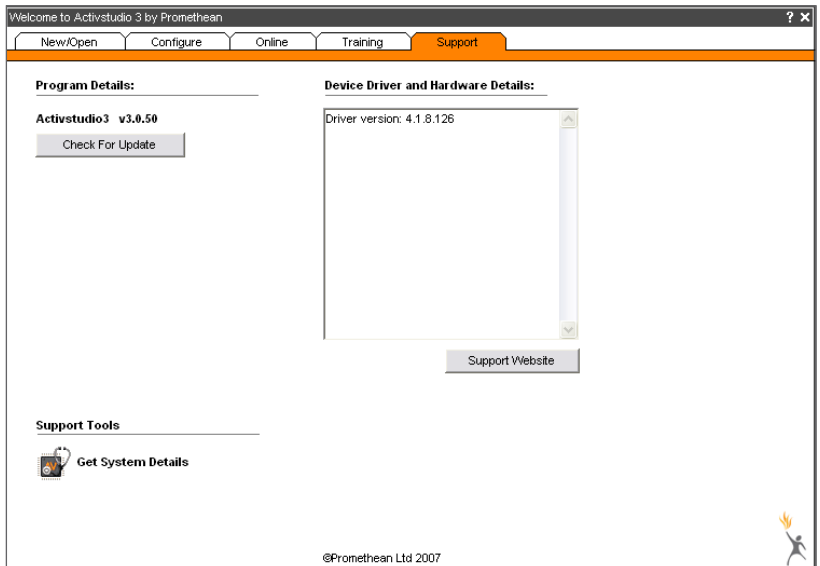 Welcome to Activstudio 3 by Promethean ? X
New/Open Configure Online Training Support
Program Details:
Device Driver and Hardware Details:
Activstudio3 v3.0.50
Check For Update
Driver version: 4.1.8.126
Support Website
Support Tools
Get System Details
©Promethean Ltd 2007